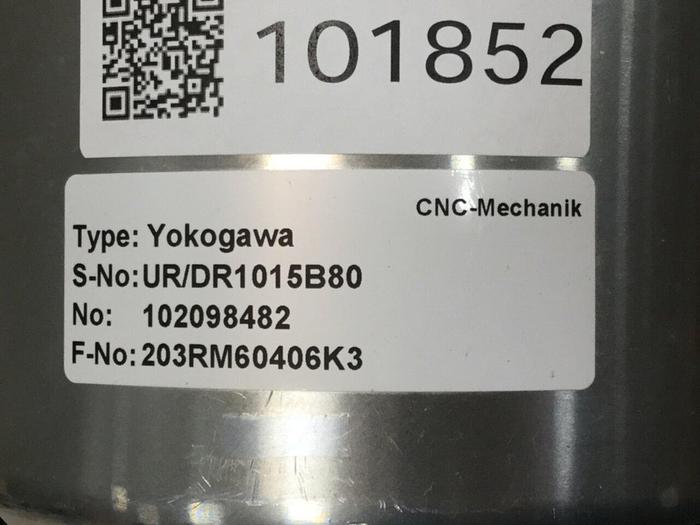 101852
CNC-Mechanik
Type: Yokogawa
S-No: UR/DR1015B80
No: 102098482
F-No: 203RM60406K3